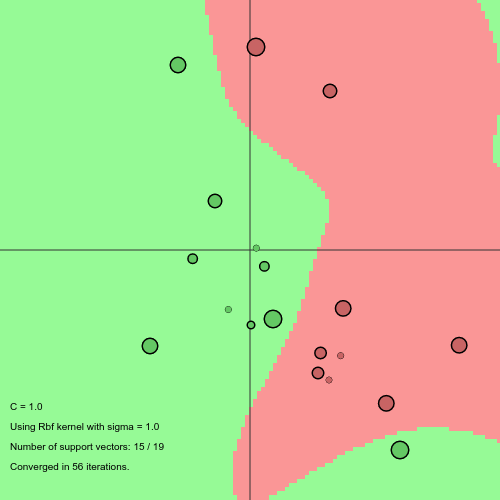 C = 1.0
Using Rbf kernel with sigma = 1.0
Number of support vectors: 15 / 19
Converged in 56 iterations.